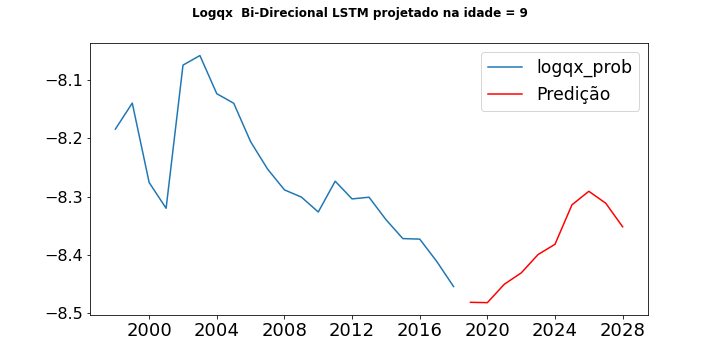 Logqx  Bi-Direcional LSTM projetado na idade = 9
logqx_prob
Predição
−8.1
−8.2
−8.3
−8.4
−8.5
2000 2004 2008 2012 2016 2020 2024 2028